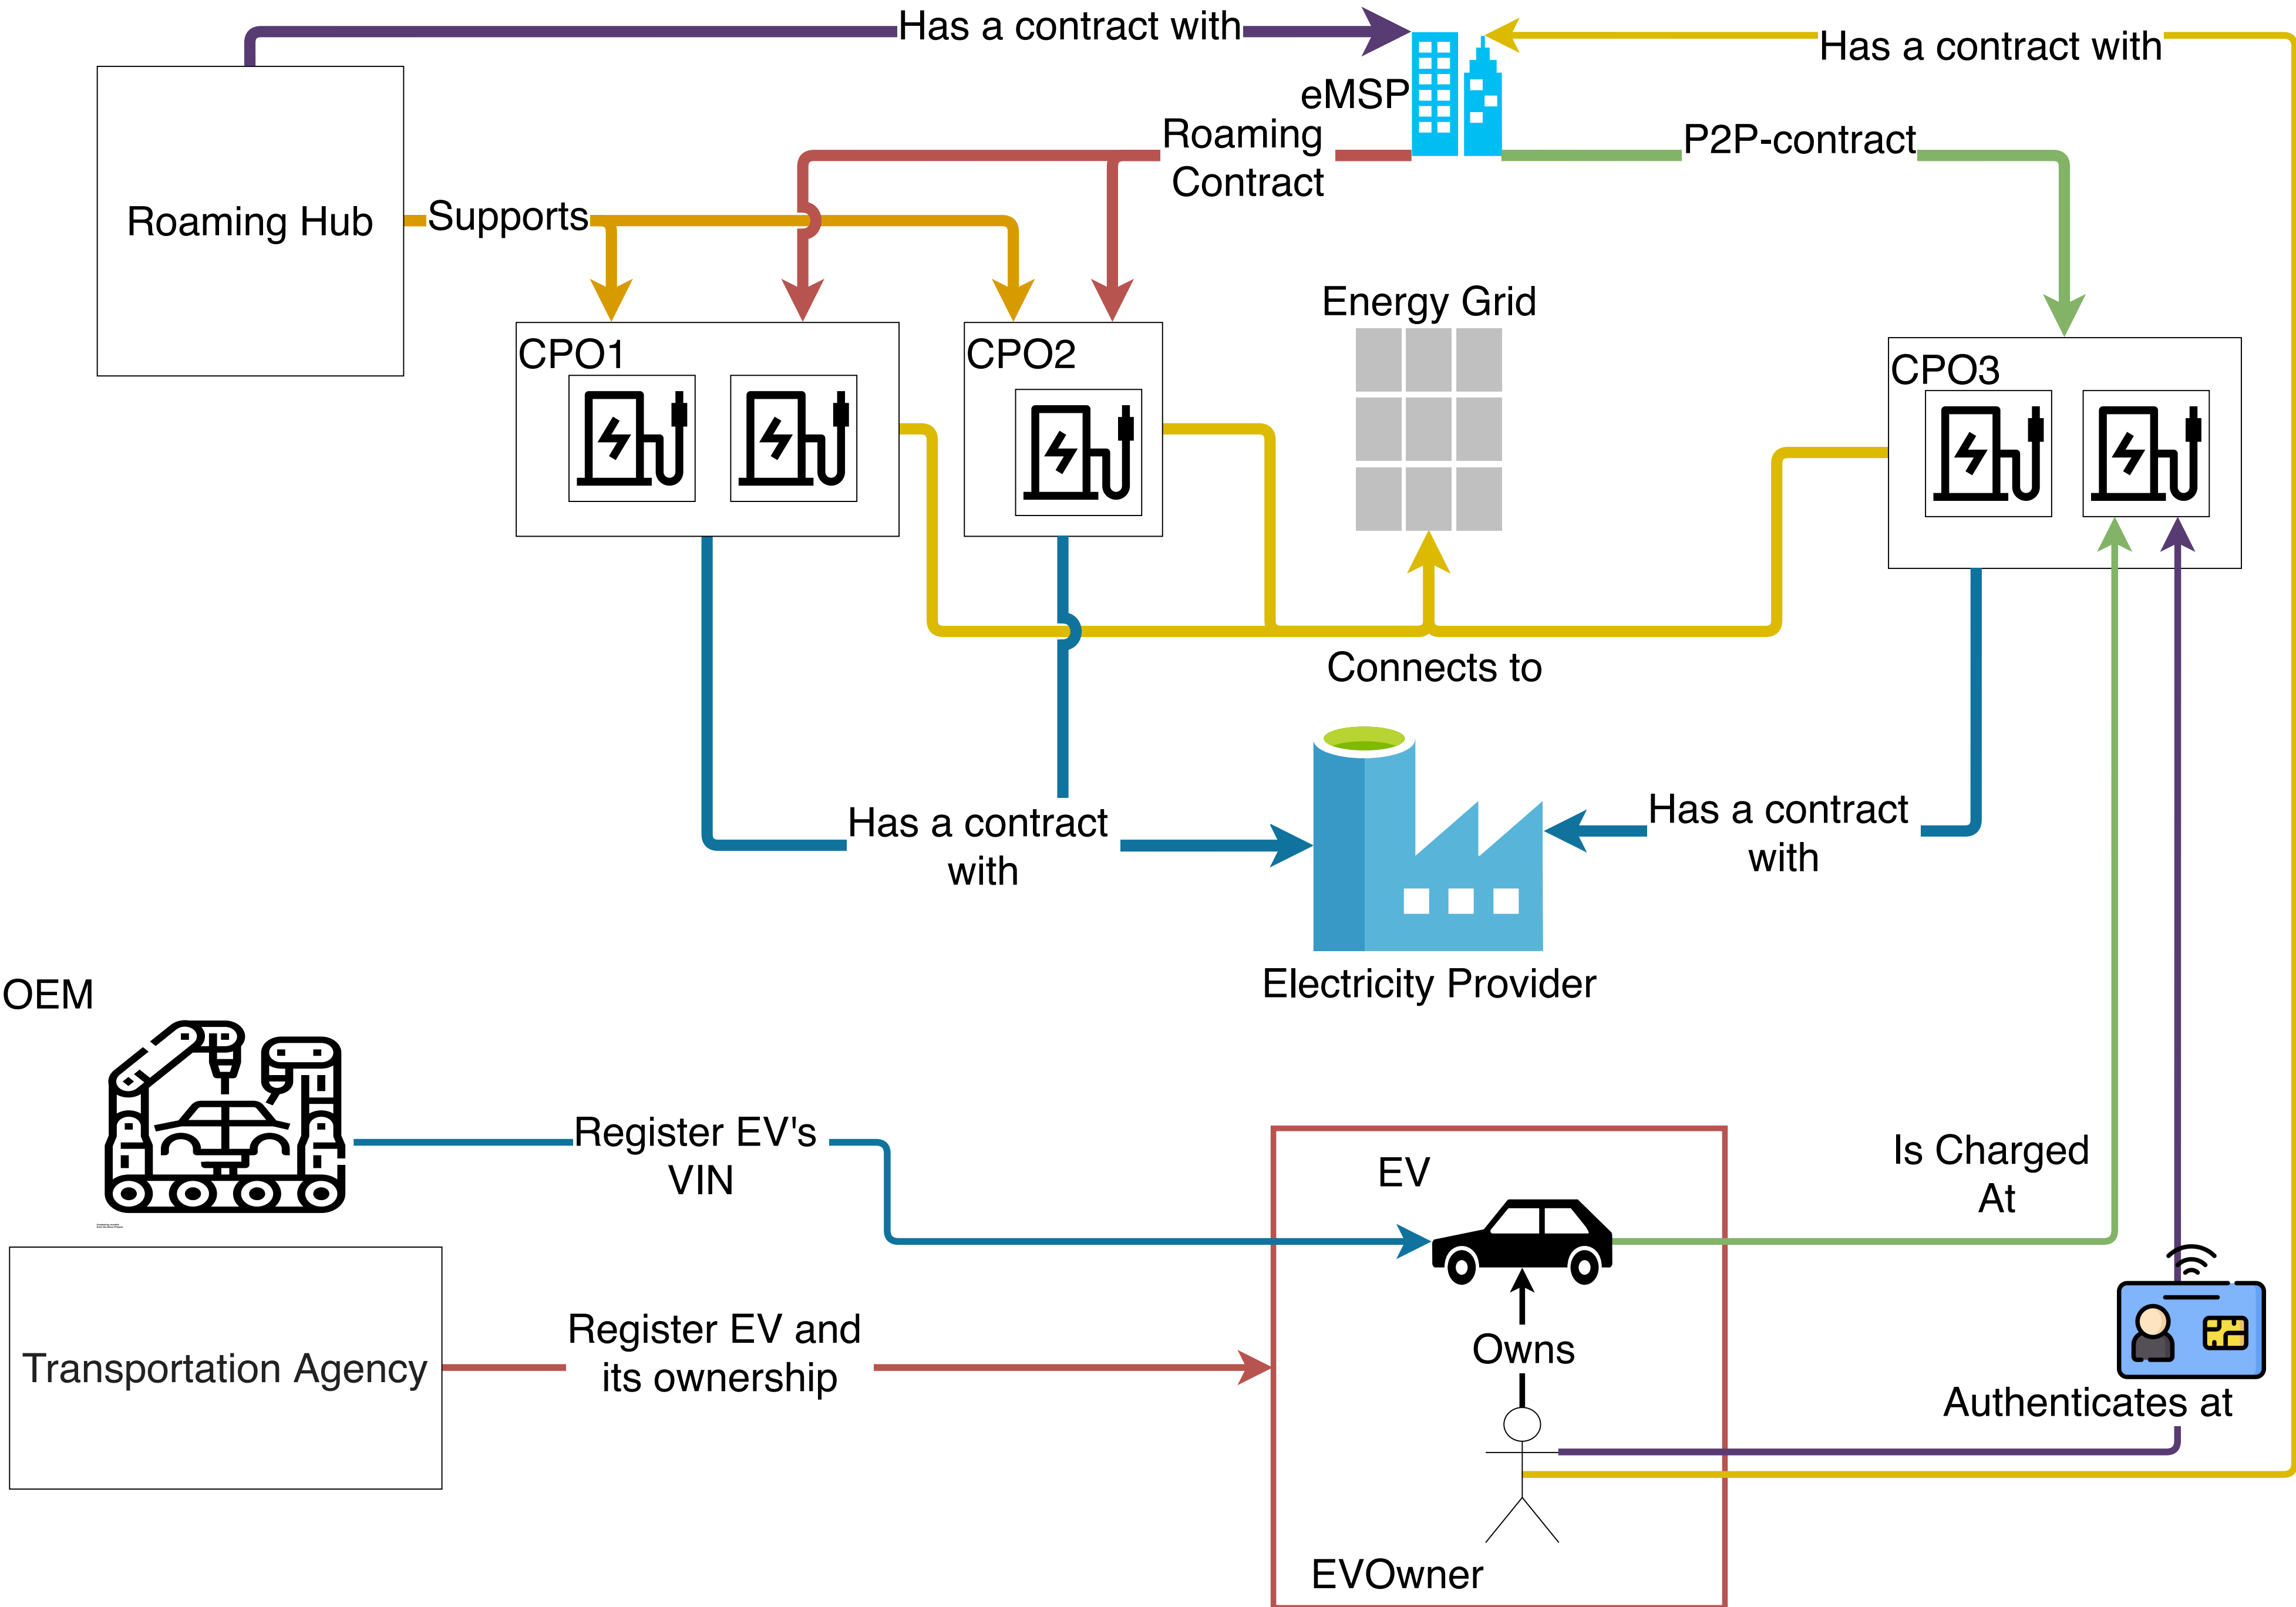 Has a contract with
Has a contract with
eMSP
Roaming
Contract
P2P-contract
Roaming Hub
Supports
Energy Grid
CPO1
CPO2
CPO3
Connects to
Has a contract
with
Has a contract
with
Electricity Provider
OEM
Register EV's
VIN
EV
Is Charged
At
Transportation Agency
Register EV and
its ownership
Owns
Authenticates at
EVOwner